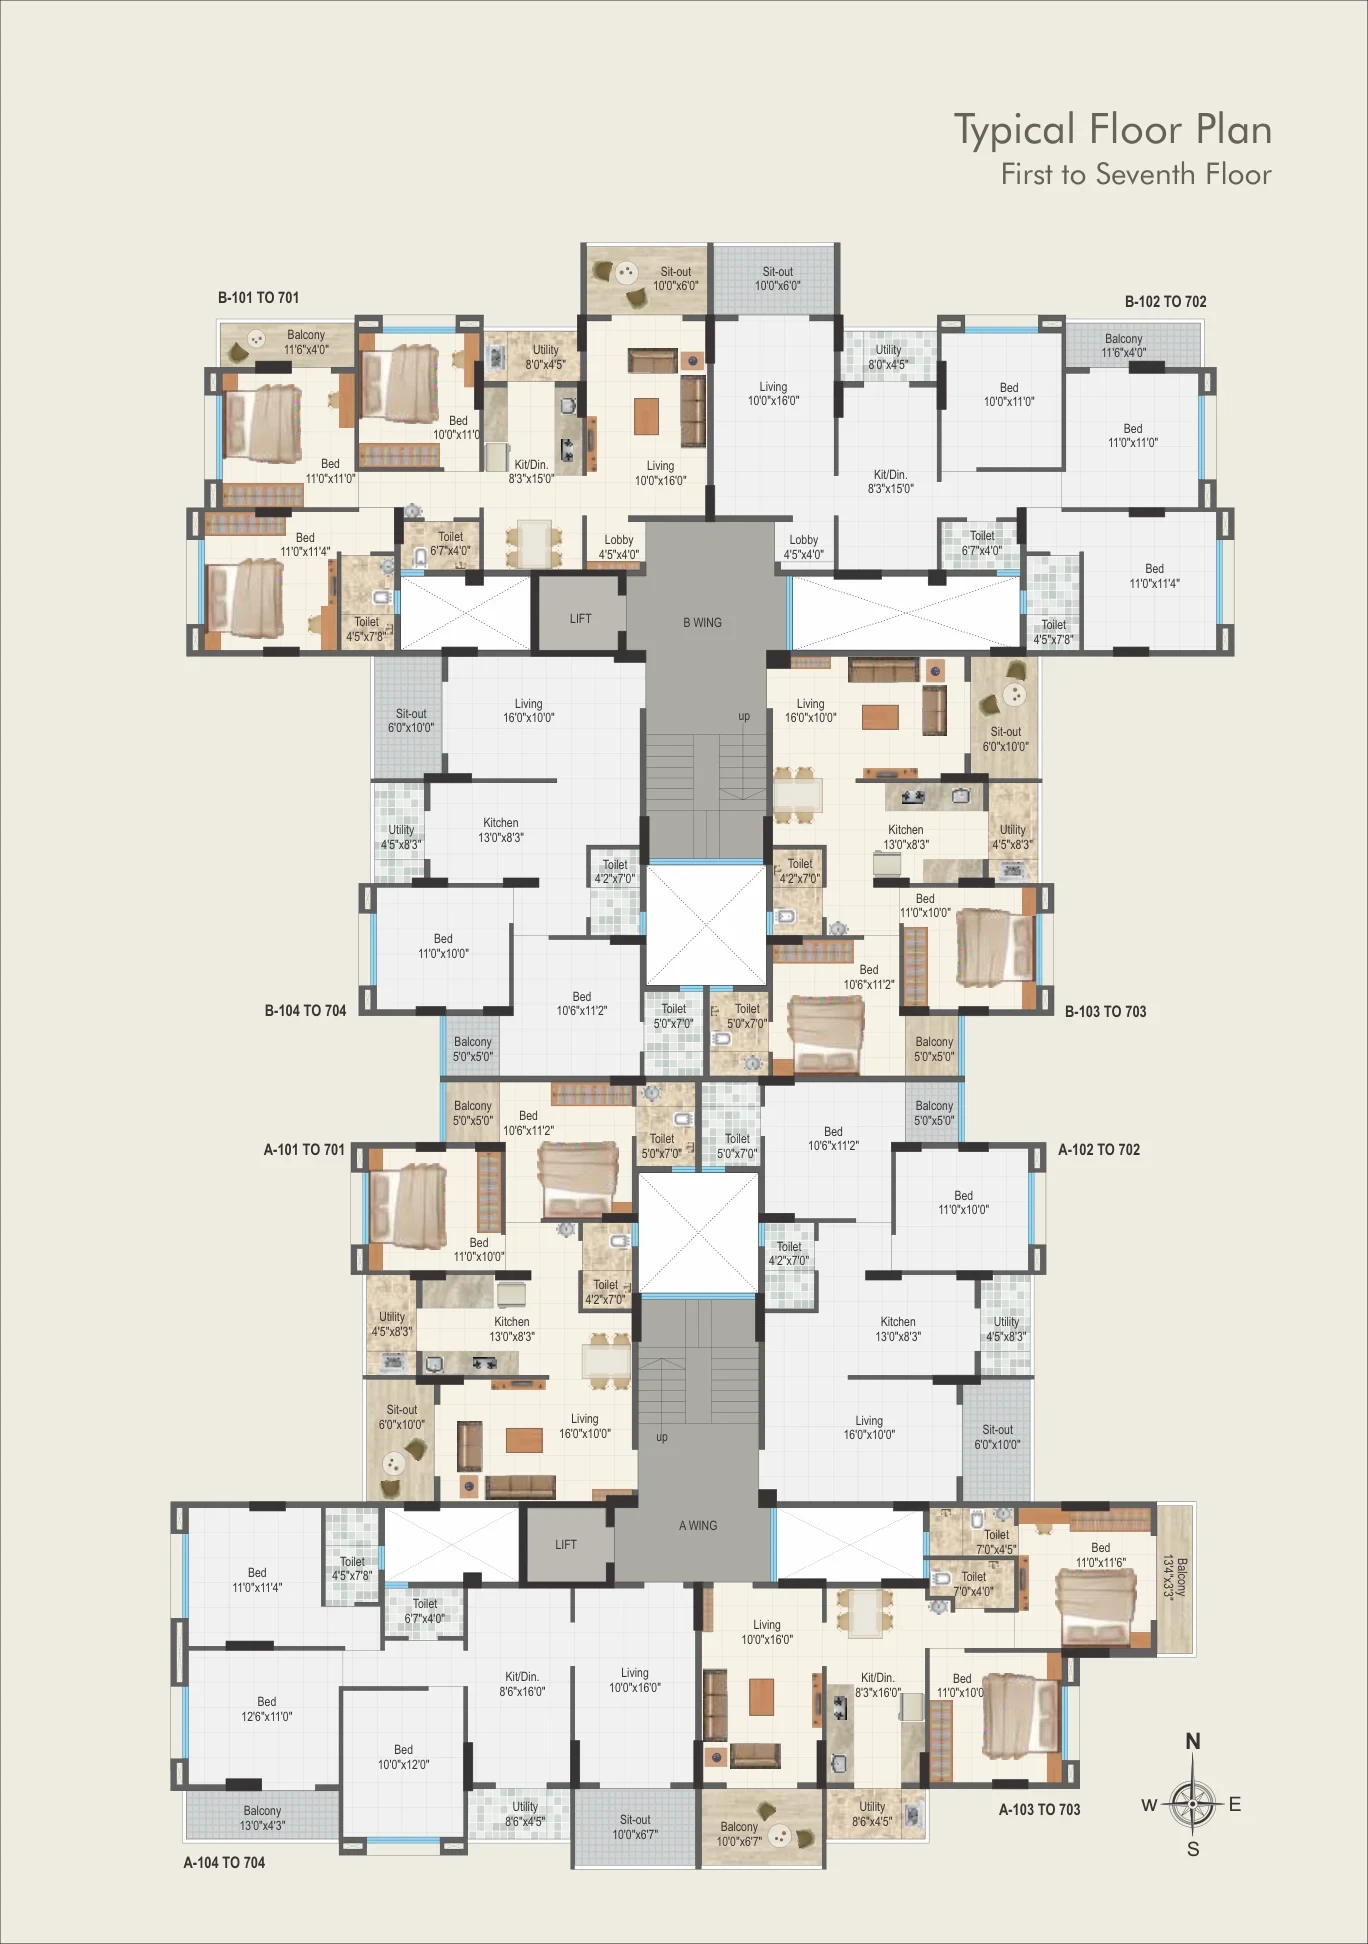 Typical Floor Plan
First to Seventh Floor
B-101 TO 701
B-102 TO 702
Sit-out
10'0"x6'0"
Sit-out
10'0"x6'0"
Balcony
11'6"x4'0"
Bed
10'0"x11'0
Utility
8'0"x4'5"
Living
10'0"x16'0"
Kit/Din.
8'3"x15'0"
Bed
11'0"x11'0"
Bed
11'0"x11'4"
Toilet
6'7"x4'0"
Toilet
4'5"x7'8"
Lobby
4'5"x4'0"
Living
10'0"x16'0"
Utility
8'0"x4'5"
Bed
10'0"x11'0"
Balcony
11'6"x4'0"
Bed
11'0"x11'0"
Kit/Din.
8'3"x15'0"
Lobby
4'5"x4'0"
Toilet
6'7"x4'0"
Bed
11'0"x11'4"
Toilet
4'5"x7'8"
LIFT
B WING
up
Sit-out
6'0"x10'0"
Living
16'0"x10'0"
Utility
4'5"x8'3"
Kitchen
13'0"x8'3"
Toilet
4'2"x7'0"
Bed
11'0"x10'0"
Bed
10'6"x11'2"
Toilet
5'0"x7'0"
Balcony
5'0"x5'0"
B-104 TO 704
Living
16'0"x10'0"
Sit-out
6'0"x10'0"
Kitchen
13'0"x8'3"
Utility
4'5"x8'3"
Toilet
4'2"x7'0"
Bed
11'0"x10'0"
Bed
10'6"x11'2"
Toilet
5'0"x7'0"
Balcony
5'0"x5'0"
B-103 TO 703
A-101 TO 701
Balcony
5'0"x5'0"
Bed
10'6"x11'2"
Toilet
5'0"x7'0"
Bed
11'0"x10'0"
Toilet
4'2"x7'0"
Utility
4'5"x8'3"
Kitchen
13'0"x8'3"
Sit-out
6'0"x10'0"
Living
16'0"x10'0"
A-102 TO 702
Toilet
5'0"x7'0"
Bed
10'6"x11'2"
Balcony
5'0"x5'0"
Bed
11'0"x10'0"
Toilet
4'2"x7'0"
Kitchen
13'0"x8'3"
Utility
4'5"x8'3"
Living
16'0"x10'0"
Sit-out
6'0"x10'0"
up
A WING
LIFT
Bed
11'0"x11'4"
Toilet
4'5"x7'8"
Toilet
6'7"x4'0"
Bed
12'6"x11'0"
Bed
10'0"x12'0"
Kit/Din.
8'6"x16'0"
Living
10'0"x16'0"
Balcony
13'0"x4'3"
Utility
8'6"x4'5"
Sit-out
10'0"x6'7"
A-104 TO 704
Toilet
7'0"x4'5"
Toilet
7'0"x4'0"
Bed
11'0"x11'6"
Balcony
13'4"x3'3"
Living
10'0"x16'0"
Kit/Din.
8'3"x16'0"
Bed
11'0"x10'0
Balcony
10'0"x6'7"
Utility
8'6"x4'5"
A-103 TO 703
N
W
E
S